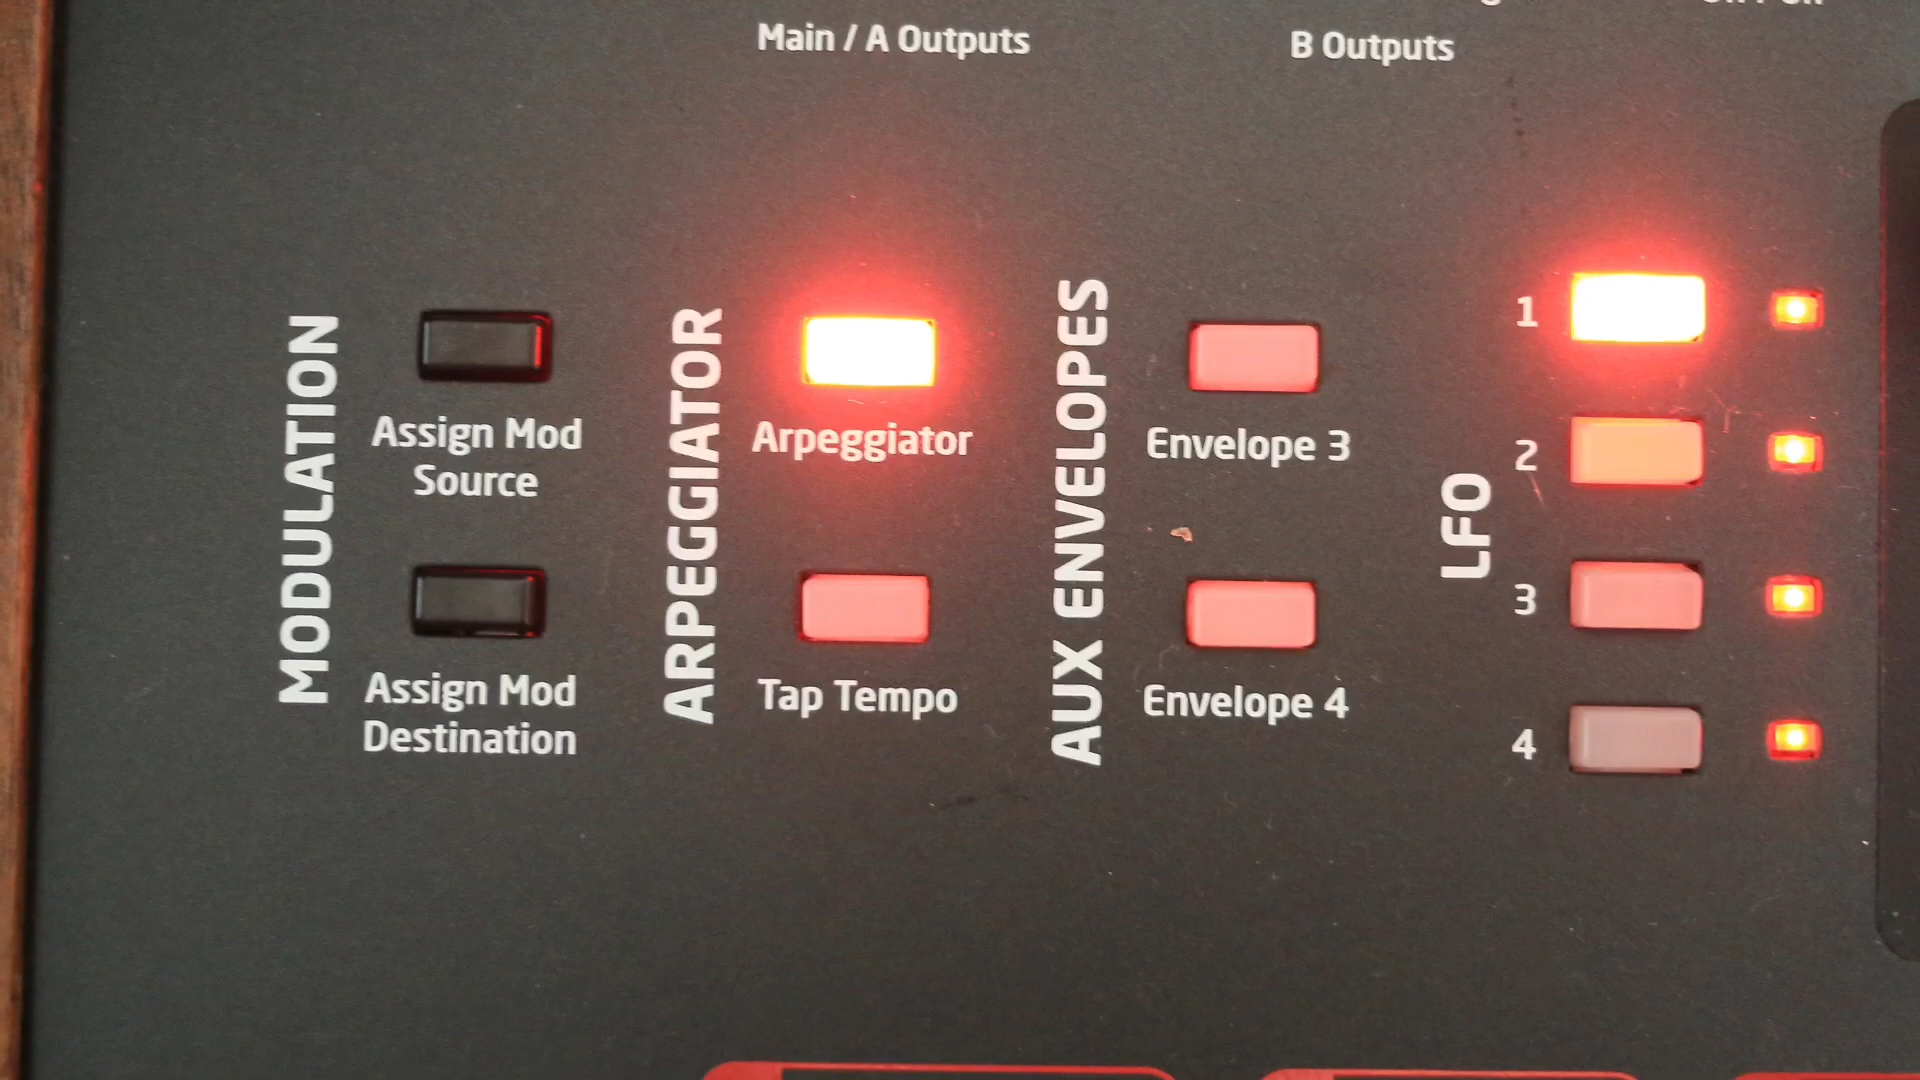 Main / A Outputs
B Outputs
MODULATION
Assign Mod
Source
Assign Mod
Destination
ARPEGGIATOR
Arpeggiator
Tap Tempo
AUX ENVELOPES
Envelope 3
Envelope 4
LFO
1
2
3
4